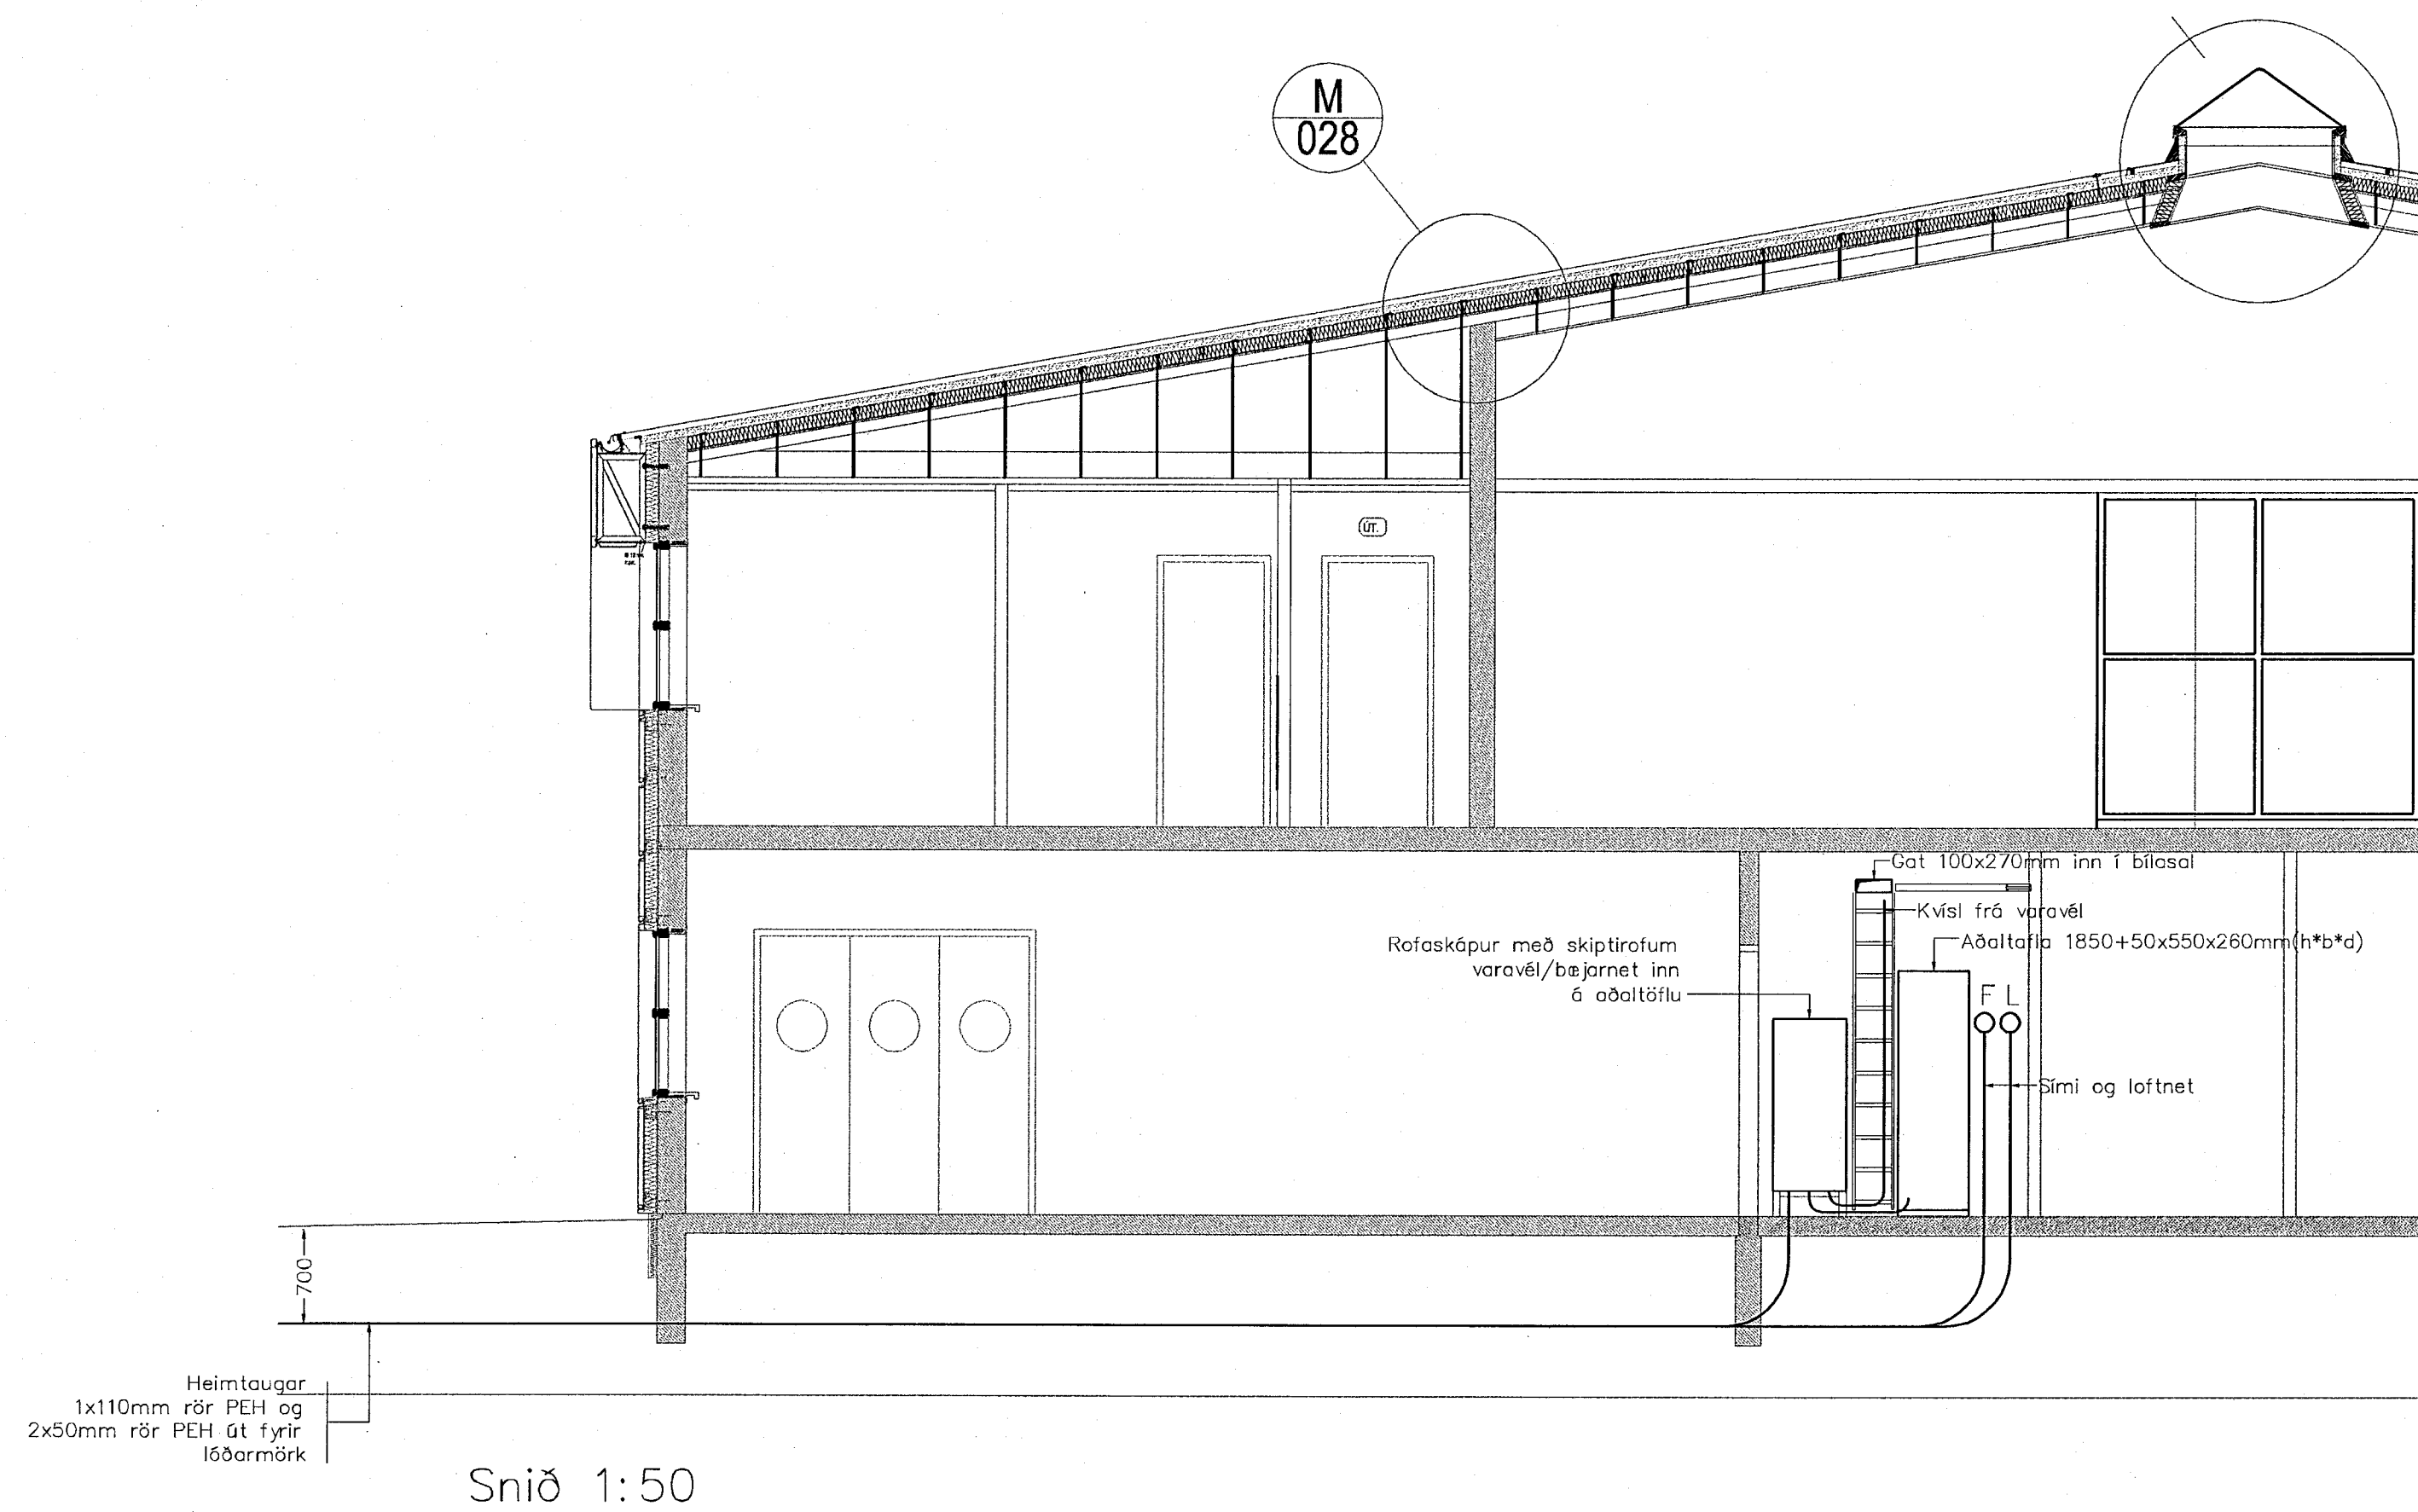 M
028
ÚT.
Gat 100x270mm inn í bílasal
Kvísl frá varavél
Aðaltafla 1850+50x550x260mm(h*b*d)
Rofaskápur með skiptirofum
varavél/bæjarnet inn
á aðaltöflu
F L
Sími og loftnet
700
Heimtaugar
1x110mm rör PEH og
2x50mm rör PEH út fyrir
lóðarmörk
Snið 1:50